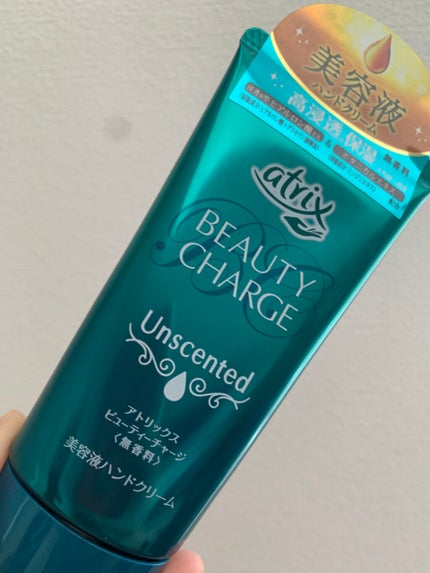 美容液
ハンドクリーム
高浸透保湿
無香料
&
atrix
BEAUTY
CHARGE
Unscented
アトリックス
ビューティーチャージ
〈無香料〉
美容液ハンドクリーム